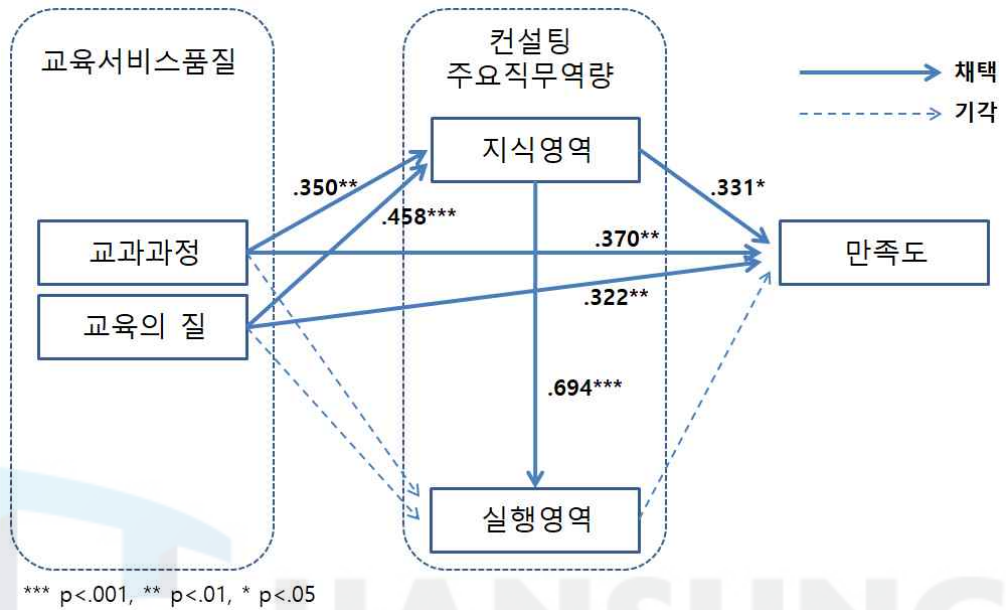 교육서비스품질
컨설팅
주요직무역량
채택
기각
지식영역
.350**
.458***
.331*
교과과정
.370**
만족도
교육의 질
.322**
.694***
실행영역
*** p<.001, ** p<.01, * p<.05
HANSUNG